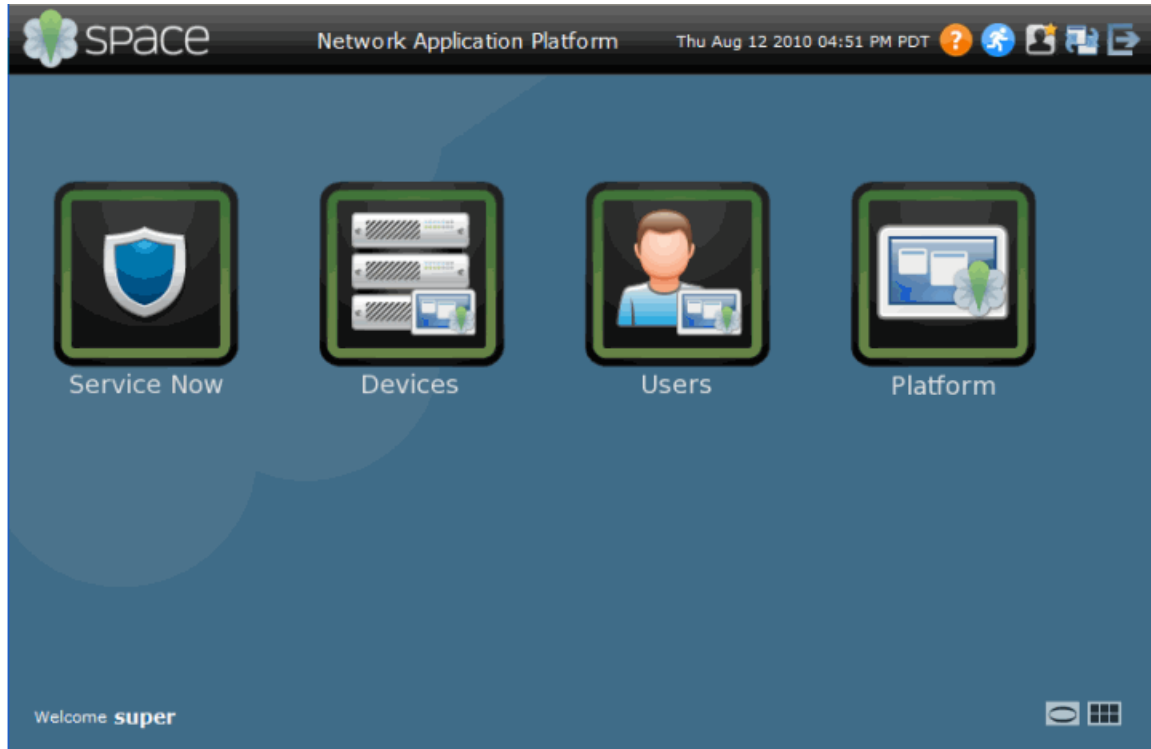 space Network Application Platform Thu Aug 12 2010 04:51 PM PDT ?
Service Now Devices Users Platform
Welcome super